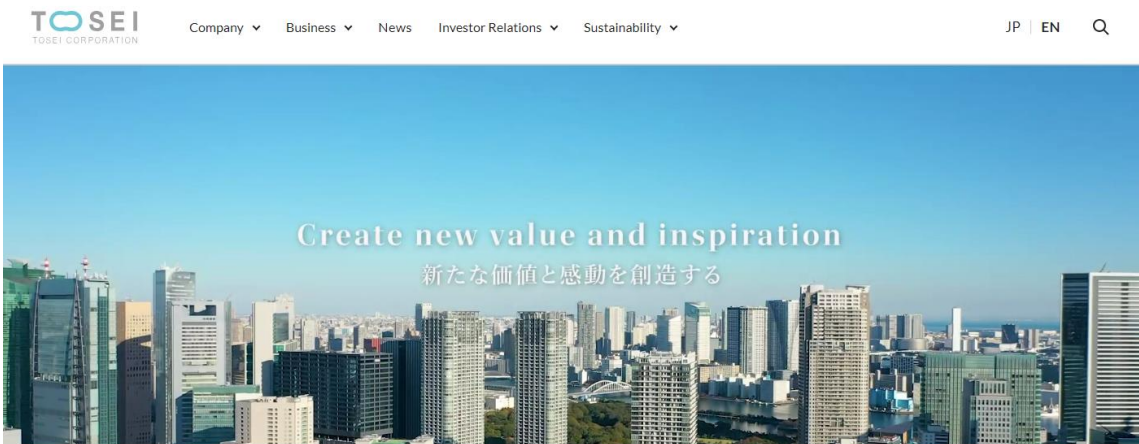 TOSEI
TOSEI CORPORATION
Company Business News Investor Relations Sustainability JP EN
Create new value and inspiration
新たな価値と感動を創造する